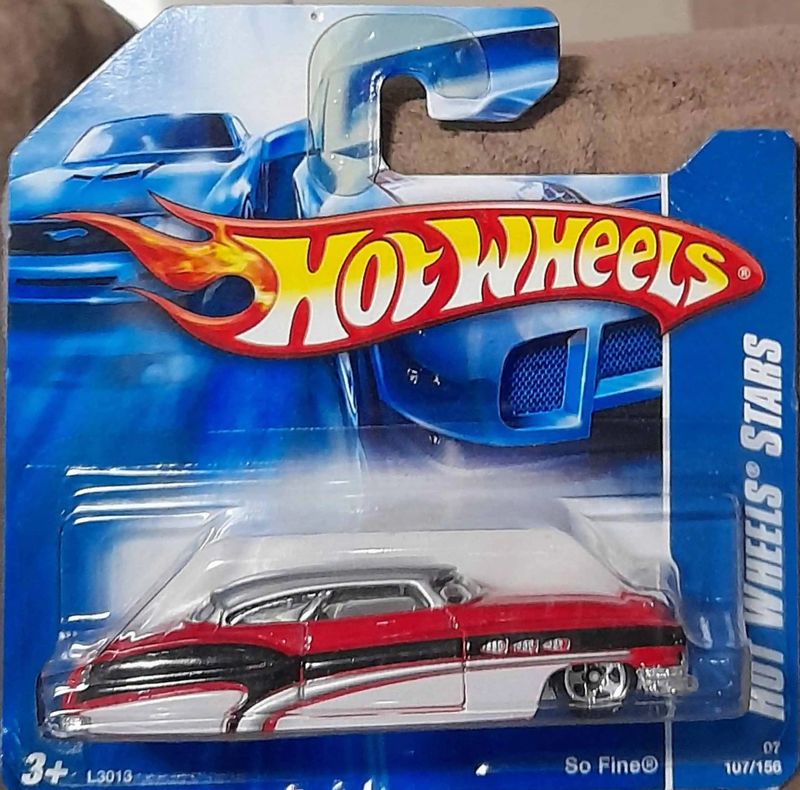 HOT WHEELS®
HOT WHEELS® STARS
3+
L3013
So Fine®
07
107/156